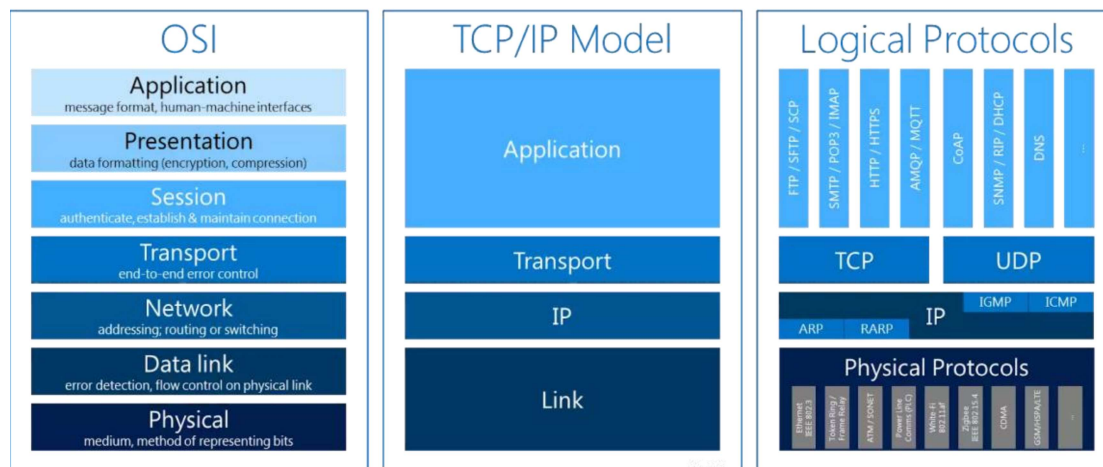 OSI
Application
message format, human-machine interfaces
Presentation
data formatting (encryption, compression)
Session
authenticate, establish & maintain connection
Transport
end-to-end error control
Network
addressing; routing or switching
Data link
error detection, flow control on physical link
Physical
medium, method of representing bits
TCP/IP Model
Application
Transport
IP
Link
Logical Protocols
FTP / SFTP / SCP
SMTP / POP3 / IMAP
HTTP / HTTPS
AMQP / MQTT
CoAP
SNMP / RIP / DHCP
DNS
...
TCP
UDP
IGMP
ICMP
IP
ARP
RARP
Physical Protocols
Ethernet
IEEE 802.3
Token Ring /
Frame Relay
ATM / SONET
Power Line
Comms (PLC)
White-Fi
802.11af
Zigbee
IEEE 802.15.4
CDMA
GSM/HSPA/LTE
...